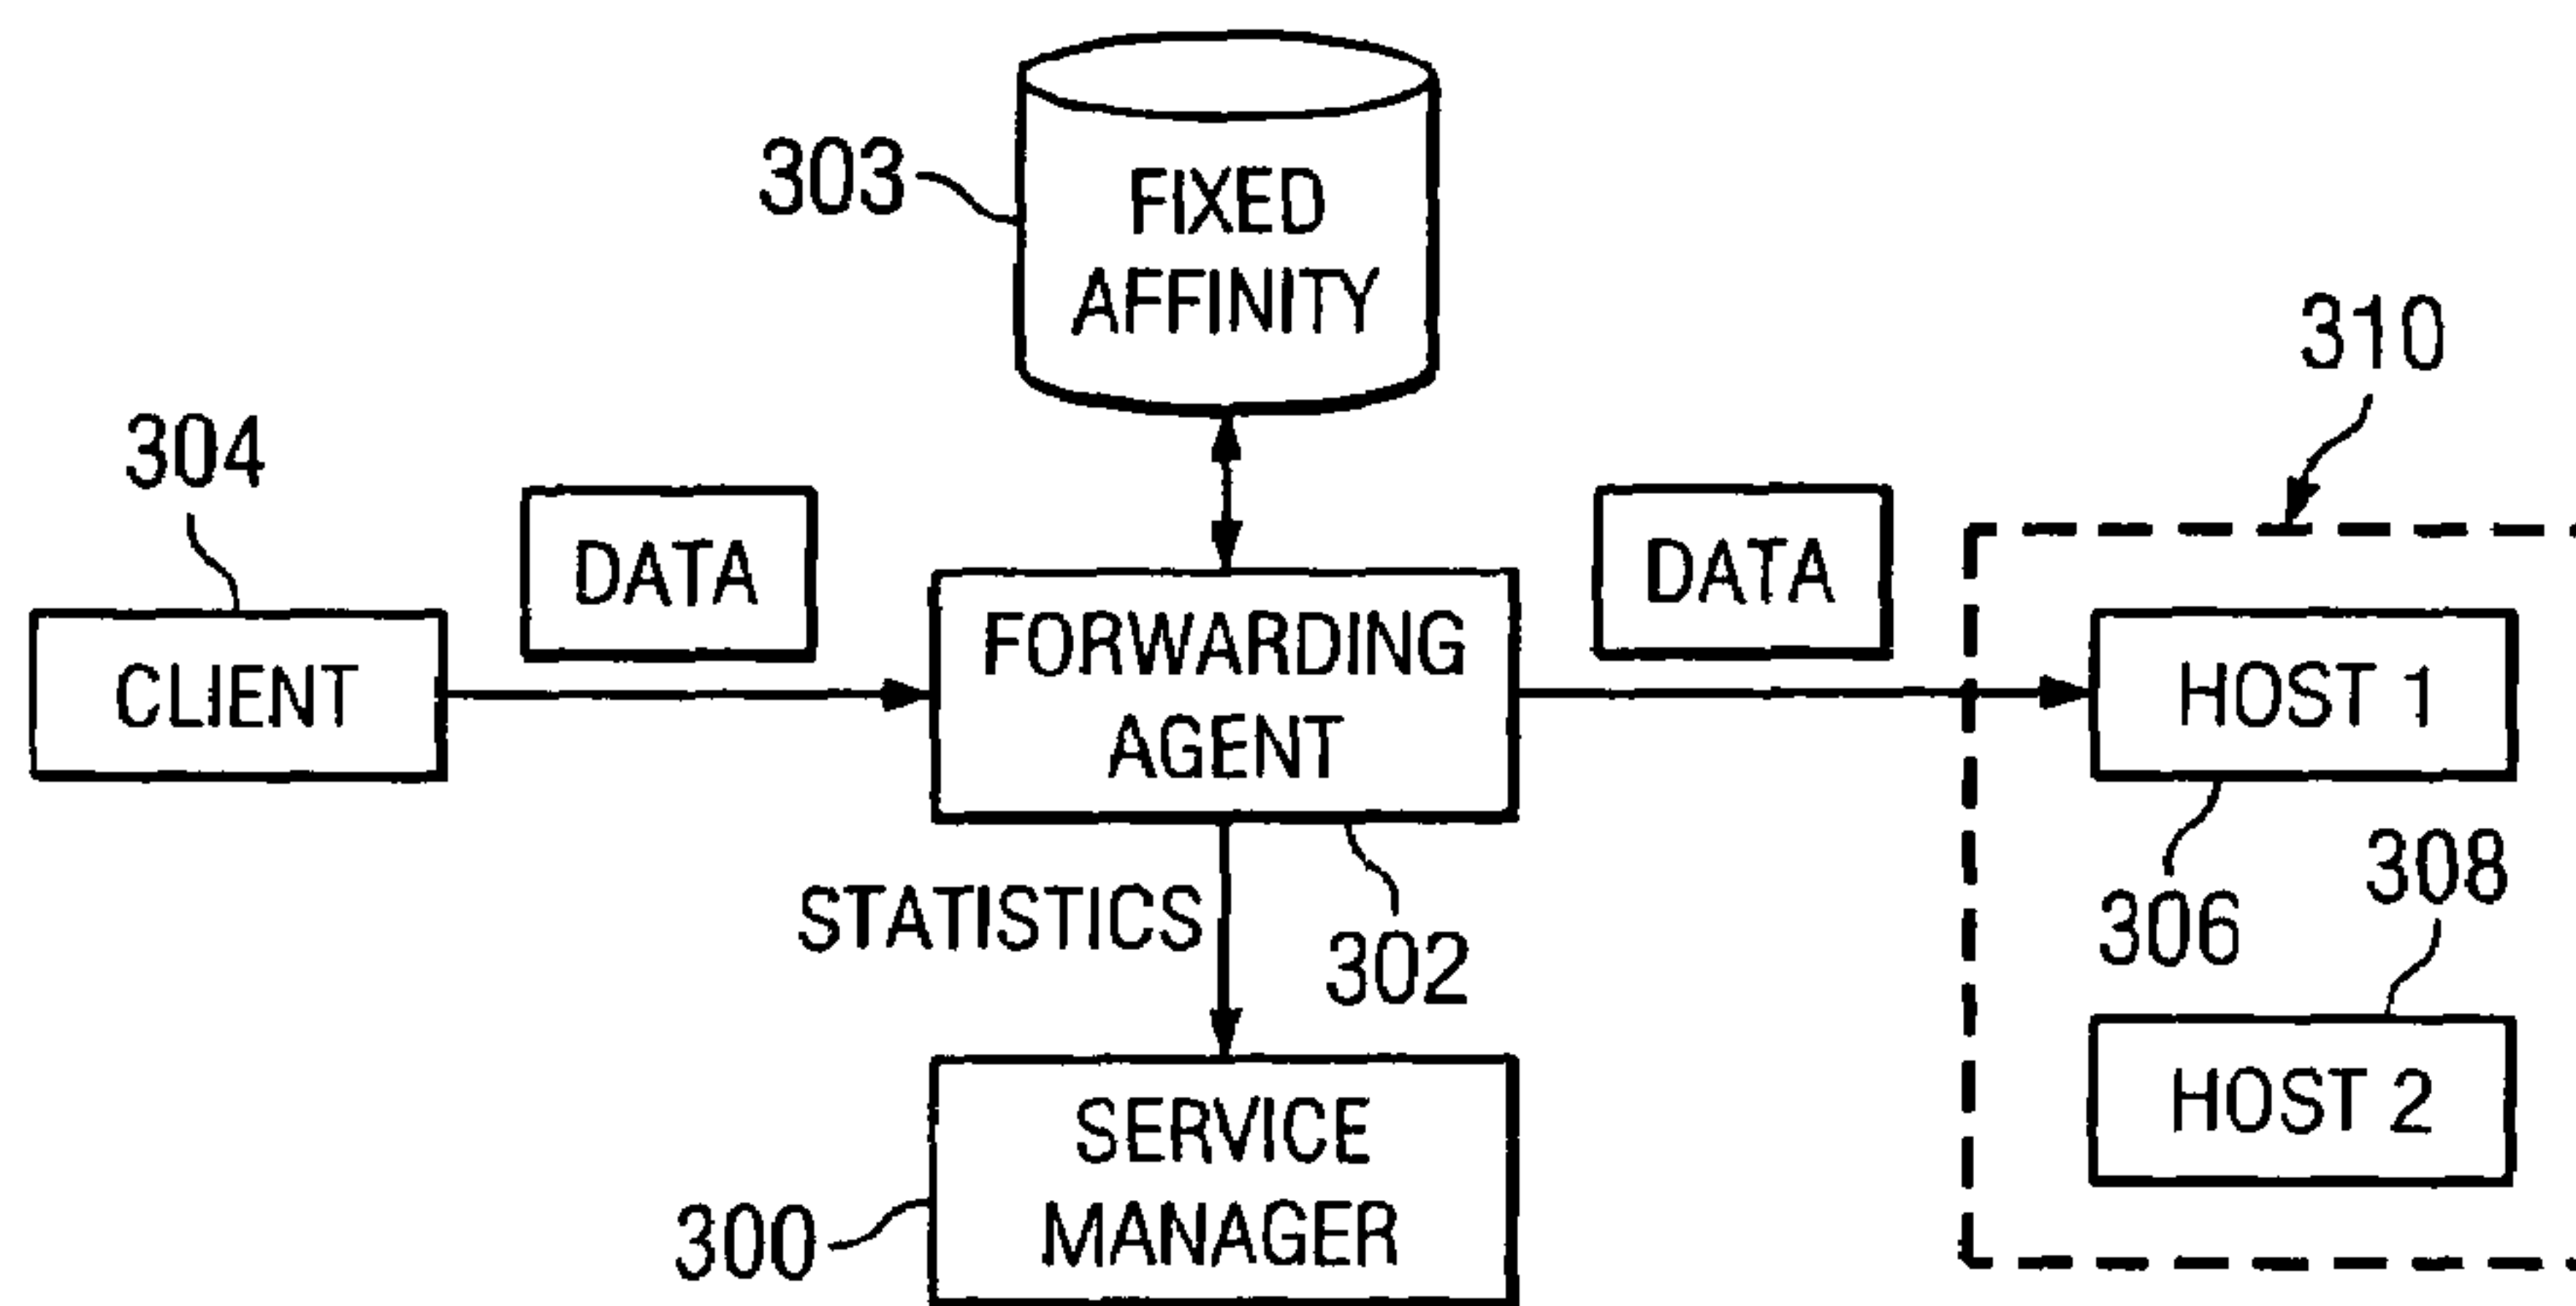 303
FIXED
AFFINITY
310
304
DATA
DATA
CLIENT
FORWARDING
AGENT
HOST 1
STATISTICS
302
306
308
HOST 2
300
SERVICE
MANAGER